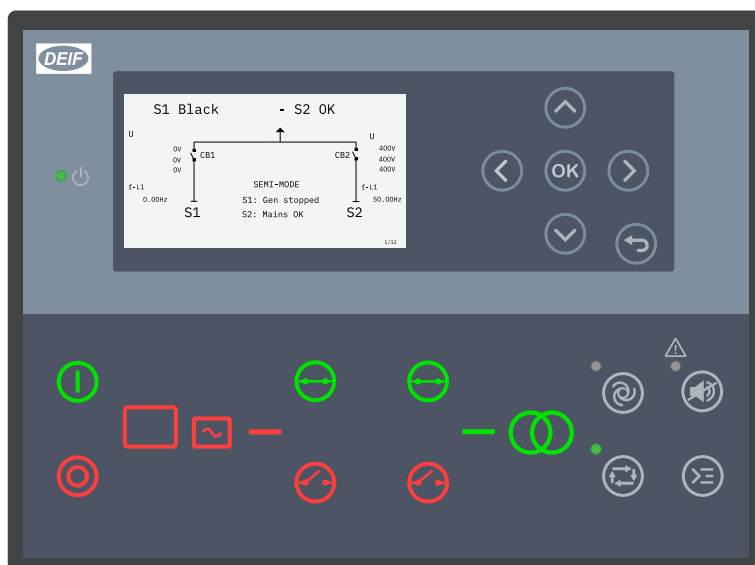 DEIF
S1 Black - S2 OK
U
U
0V
0V
0V
CB1
CB2
400V
400V
400V
f-L1
f-L1
0.00Hz
50.00Hz
SEMI-MODE
S1: Gen stopped
S2: Mains OK
S1
S2
1/12
OK